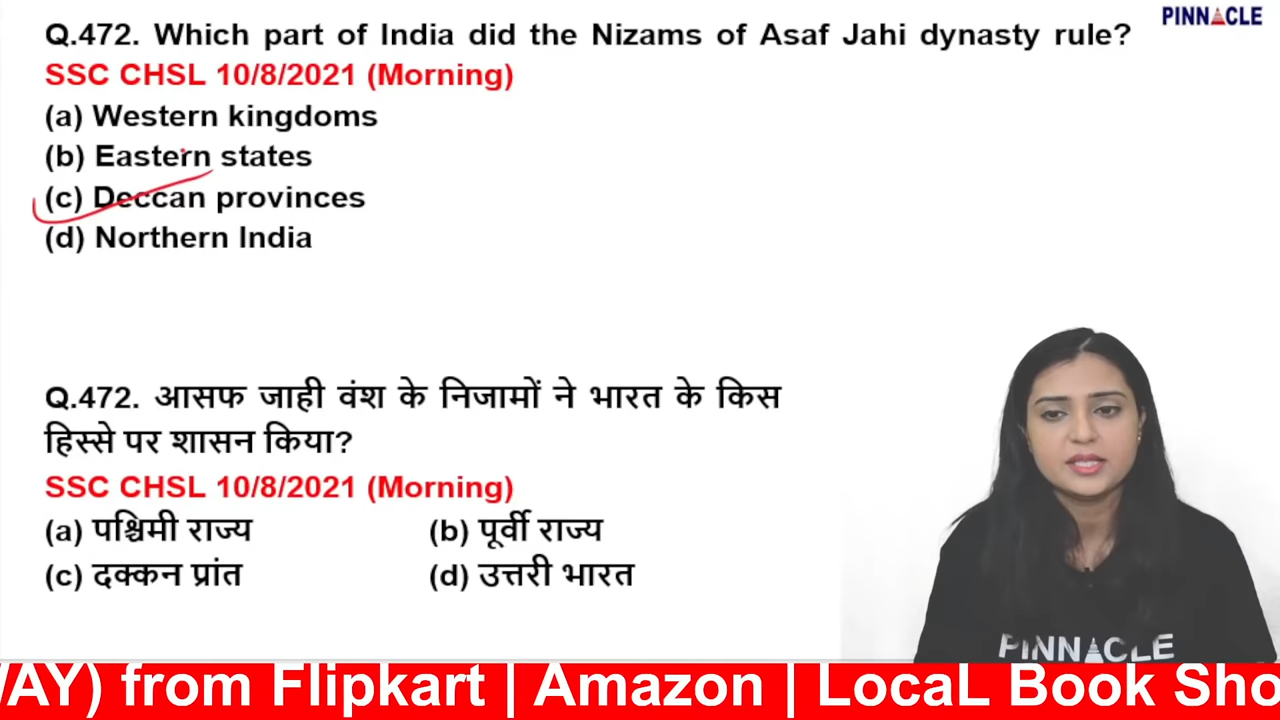 PINNACLE
Q.472. Which part of India did the Nizams of Asaf Jahi dynasty rule?
SSC CHSL 10/8/2021 (Morning)
(a) Western kingdoms
(b) Eastern states
(c) Deccan provinces
(d) Northern India
Q.472. आसफ जाही वंश के निजामों ने भारत के किस
हिस्से पर शासन किया?
SSC CHSL 10/8/2021 (Morning)
(a) पश्चिमी राज्य (b) पूर्वी राज्य
(c) दक्कन प्रांत (d) उत्तरी भारत
PINNACLE
WAY) from Flipkart | Amazon | LocaL Book Sho